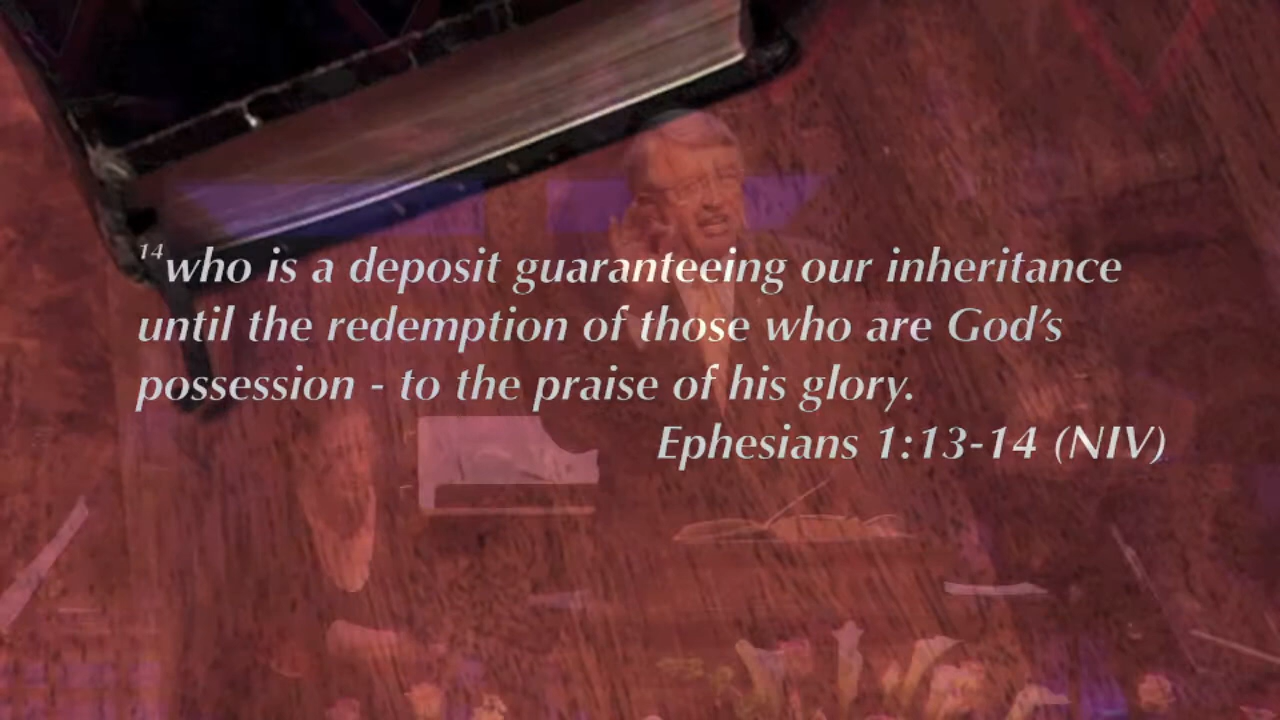 14who is a deposit guaranteeing our inheritance
until the redemption of those who are God's
possession - to the praise of his glory.
Ephesians 1:13-14 (NIV)